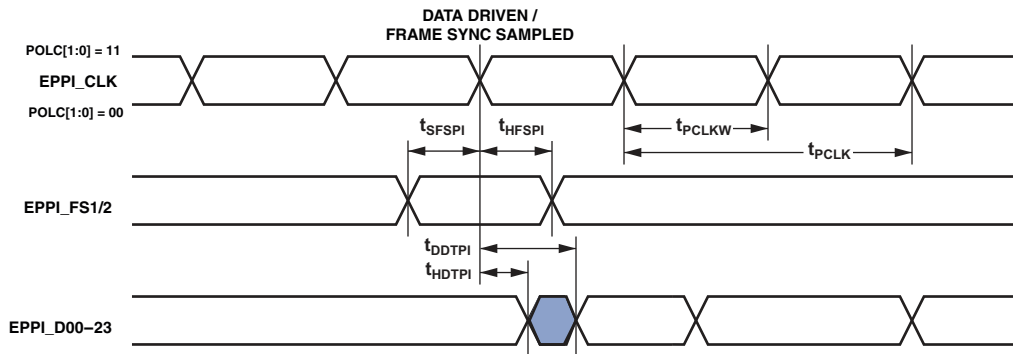 DATA DRIVEN /
FRAME SYNC SAMPLED
POLC[1:0] = 11
EPPI_CLK
POLC[1:0] = 00
tSFSPI
tHFSPI
tPCLKW
tPCLK
EPPI_FS1/2
tDDTPI
tHDTPI
EPPI_D00–23